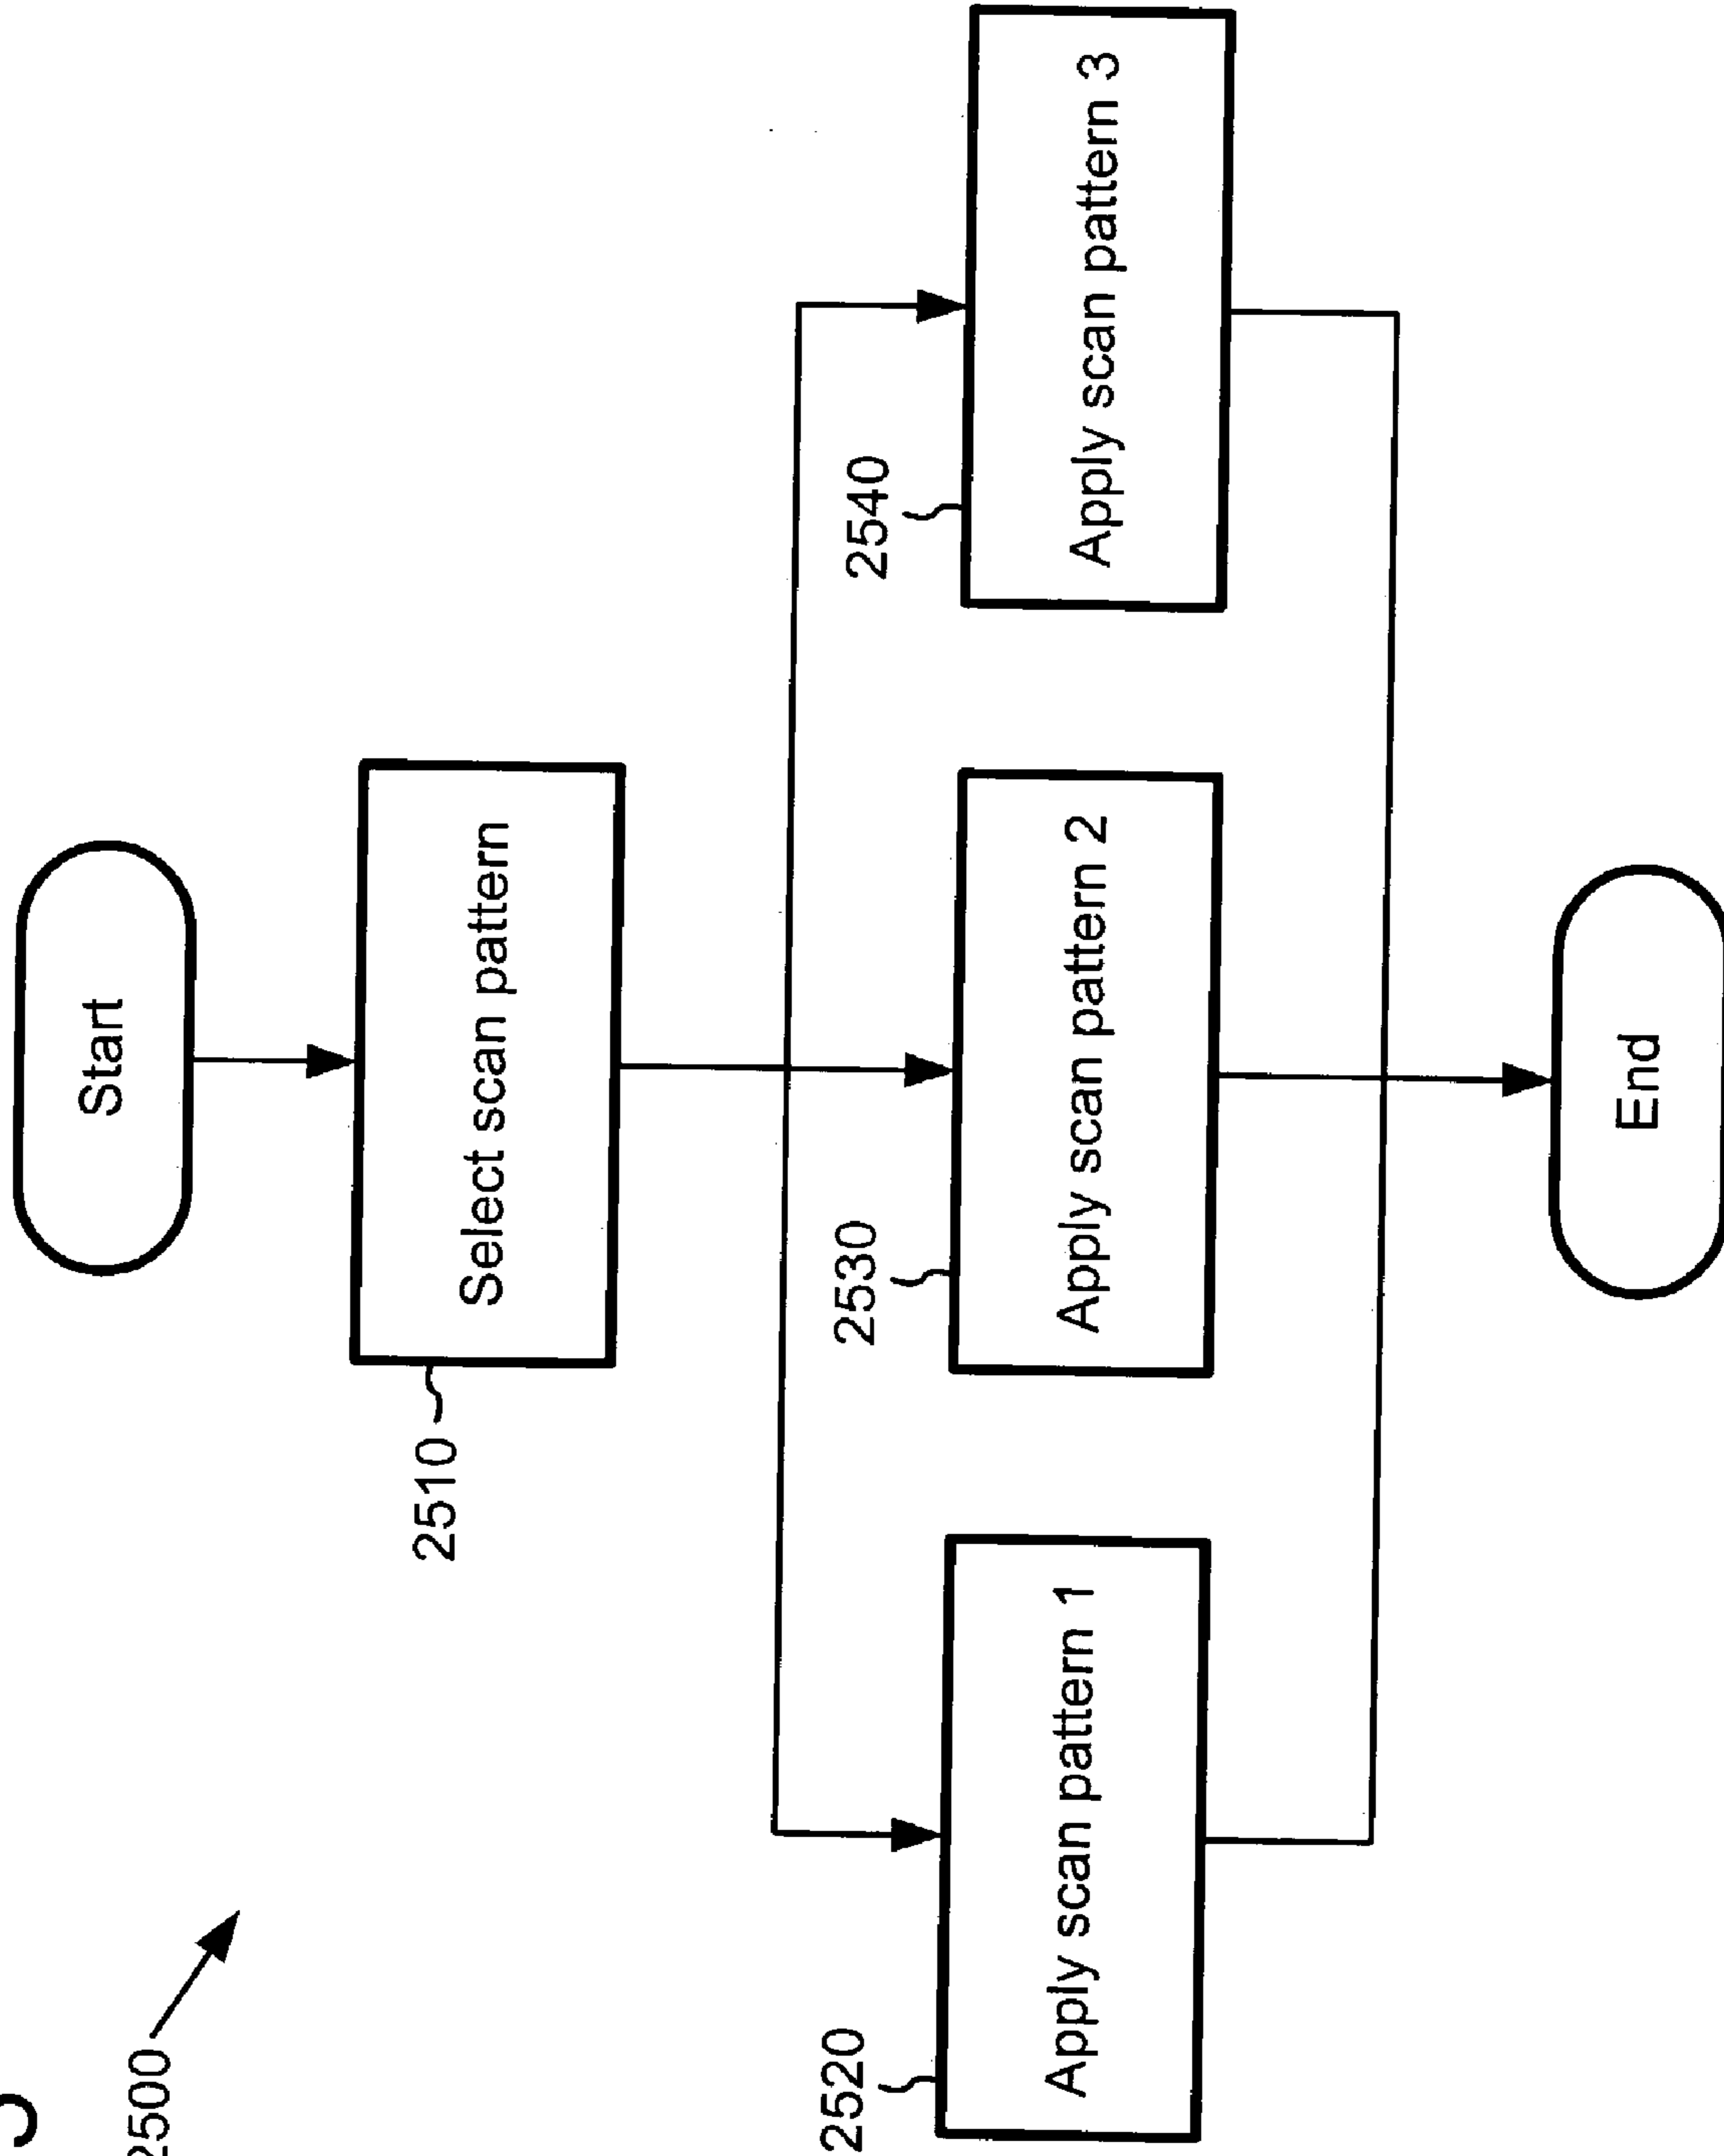 2500
Start
2510
Select scan pattern
2520
2530
2540
Apply scan pattern 1
Apply scan pattern 2
Apply scan pattern 3
End